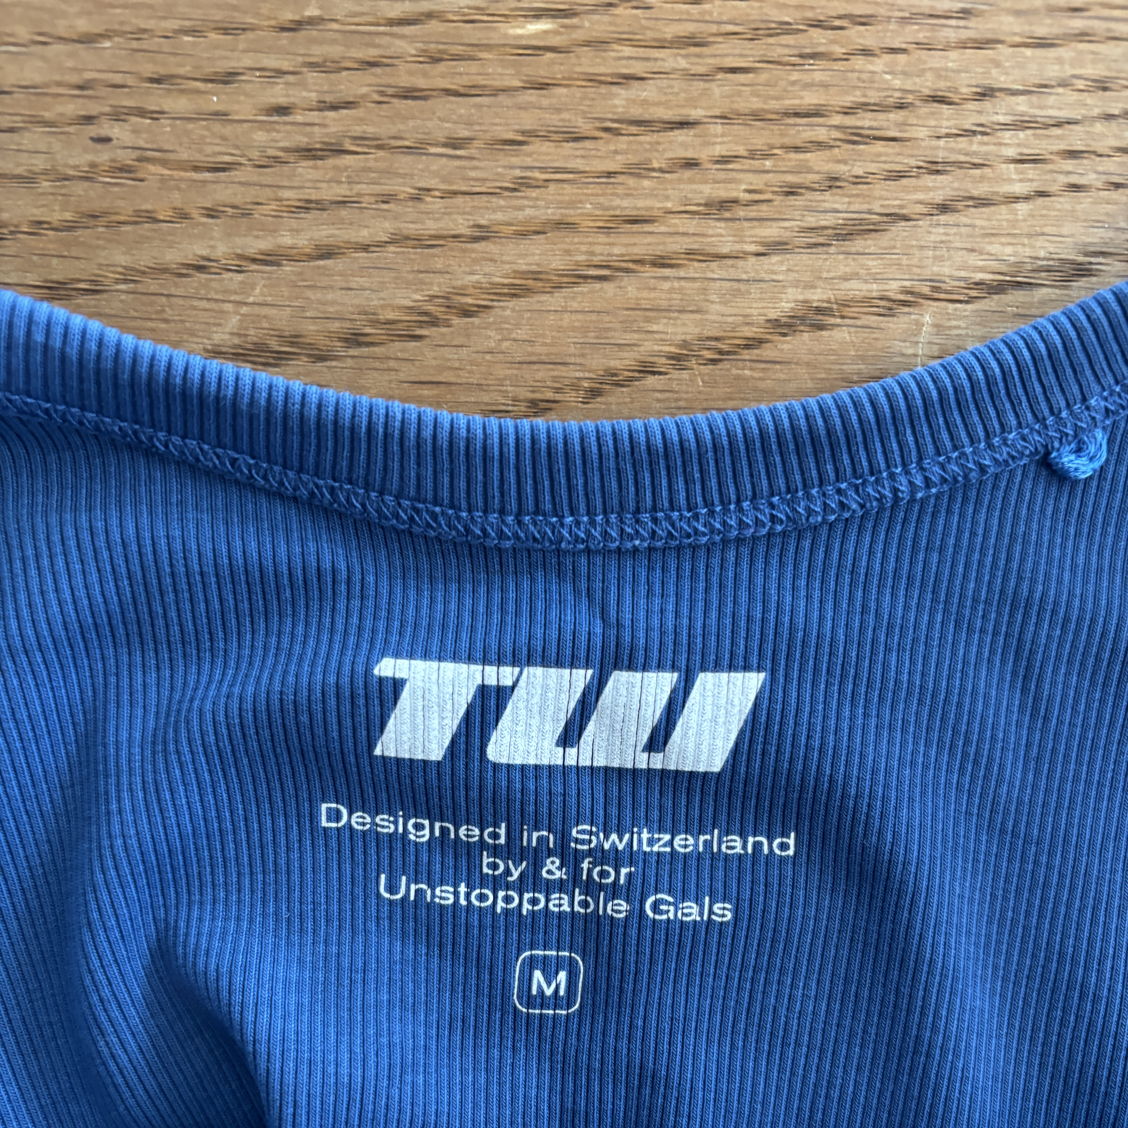 TW
Designed in Switzerland
by & for
Unstoppable Gals
M